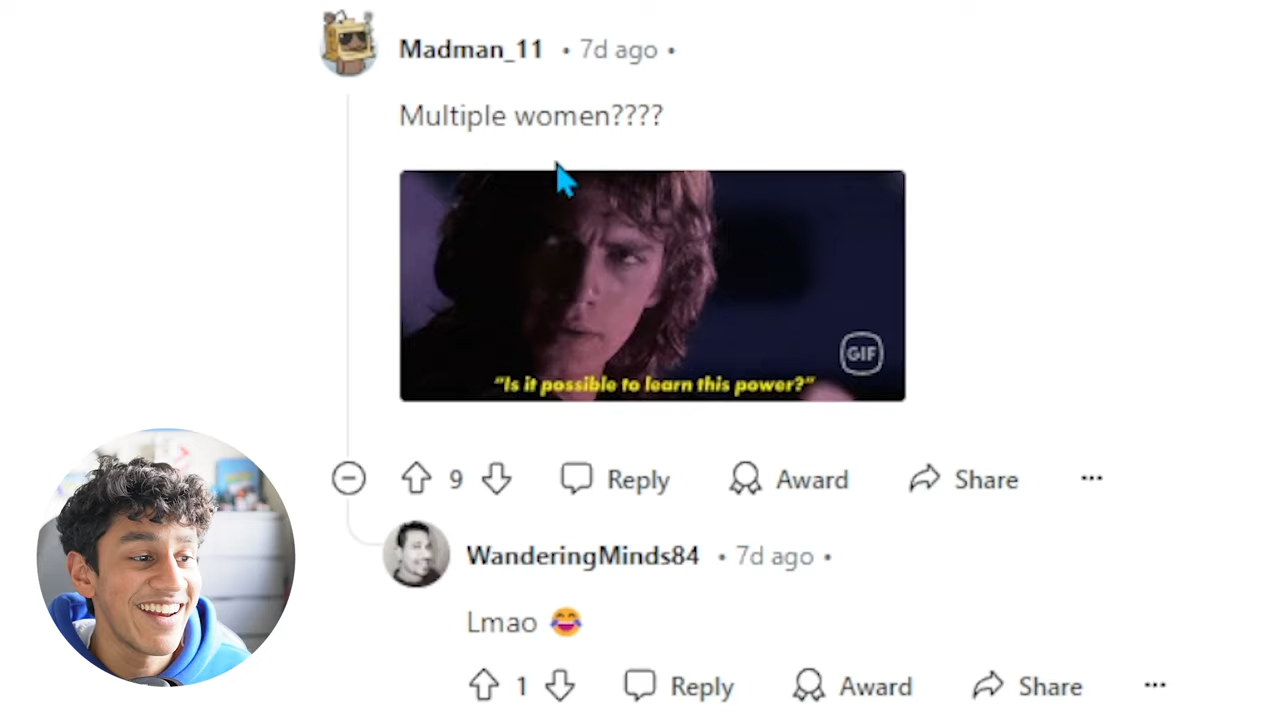 Madman_11 • 7d ago •
Multiple women????
"Is it possible to learn this power?"
GIF
9 Reply Award Share ...
WanderingMinds84 • 7d ago •
Lmao 😂
1 Reply Award Share ...